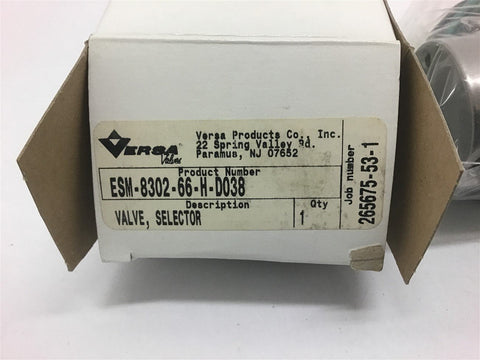 VERSA
Valves
Versa Products Co., Inc.
22 Spring Valley Rd.
Paramus, NJ 07652
Product Number
ESM-8302-66-H-D038
Description
VALVE, SELECTOR
Qty
1
Job number
265675-53-1